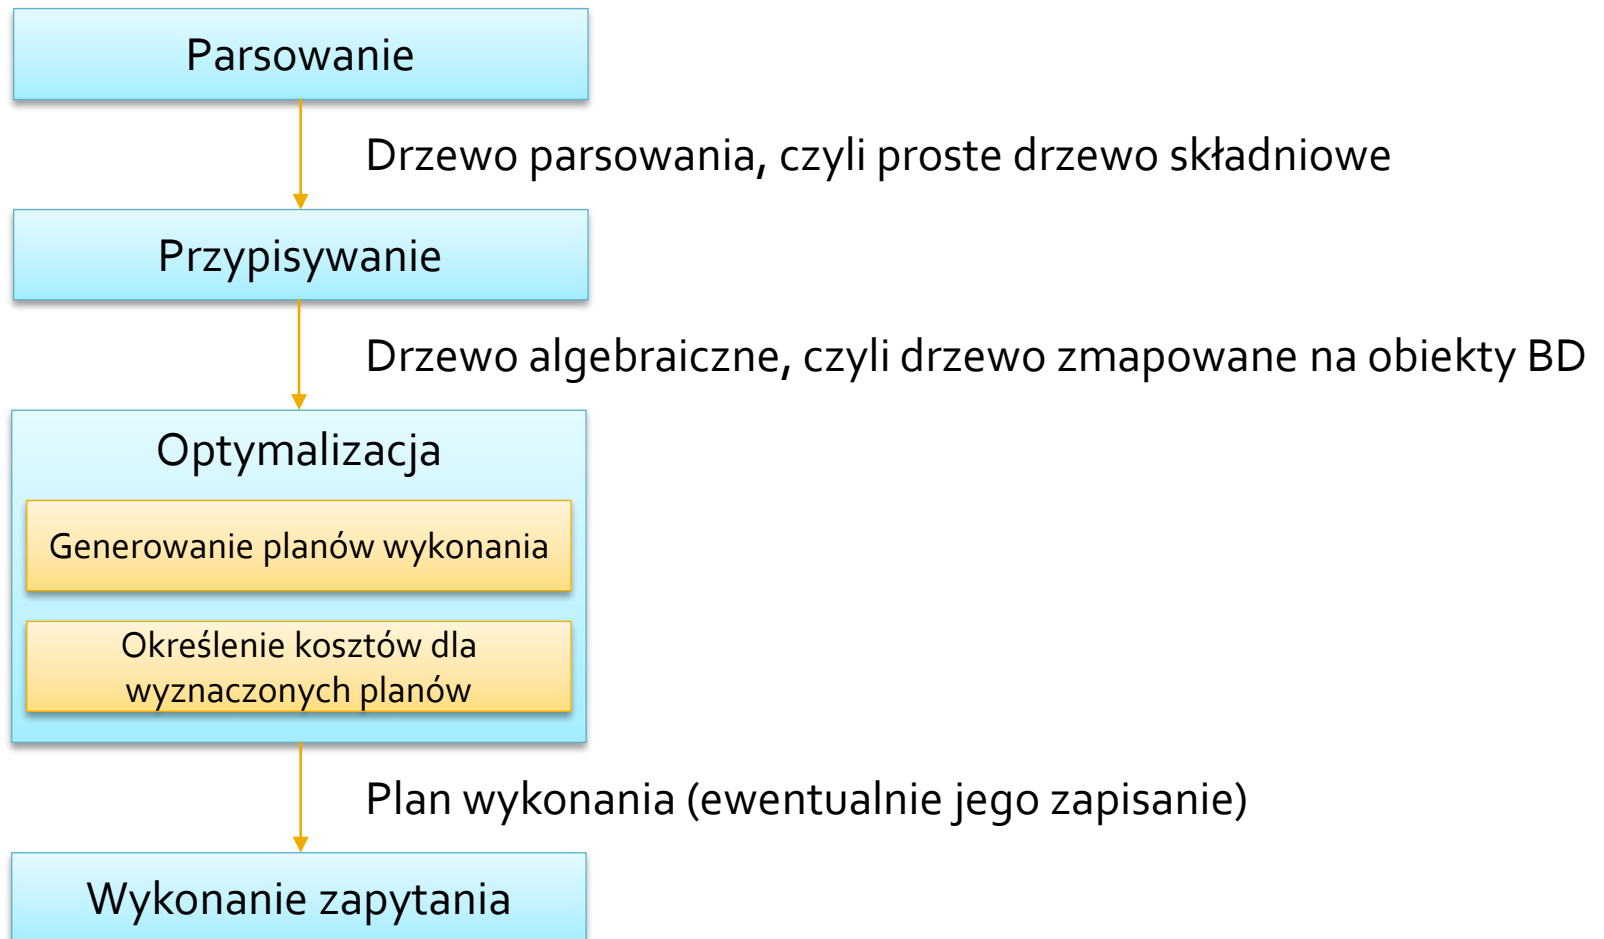 Parsowanie
Drzewo parsowania, czyli proste drzewo składniowe
Przypisywanie
Drzewo algebraiczne, czyli drzewo zmapowane na obiekty BD
Optymalizacja
Generowanie planów wykonania
Określenie kosztów dla
wyznaczonych planów
Plan wykonania (ewentualnie jego zapisanie)
Wykonanie zapytania